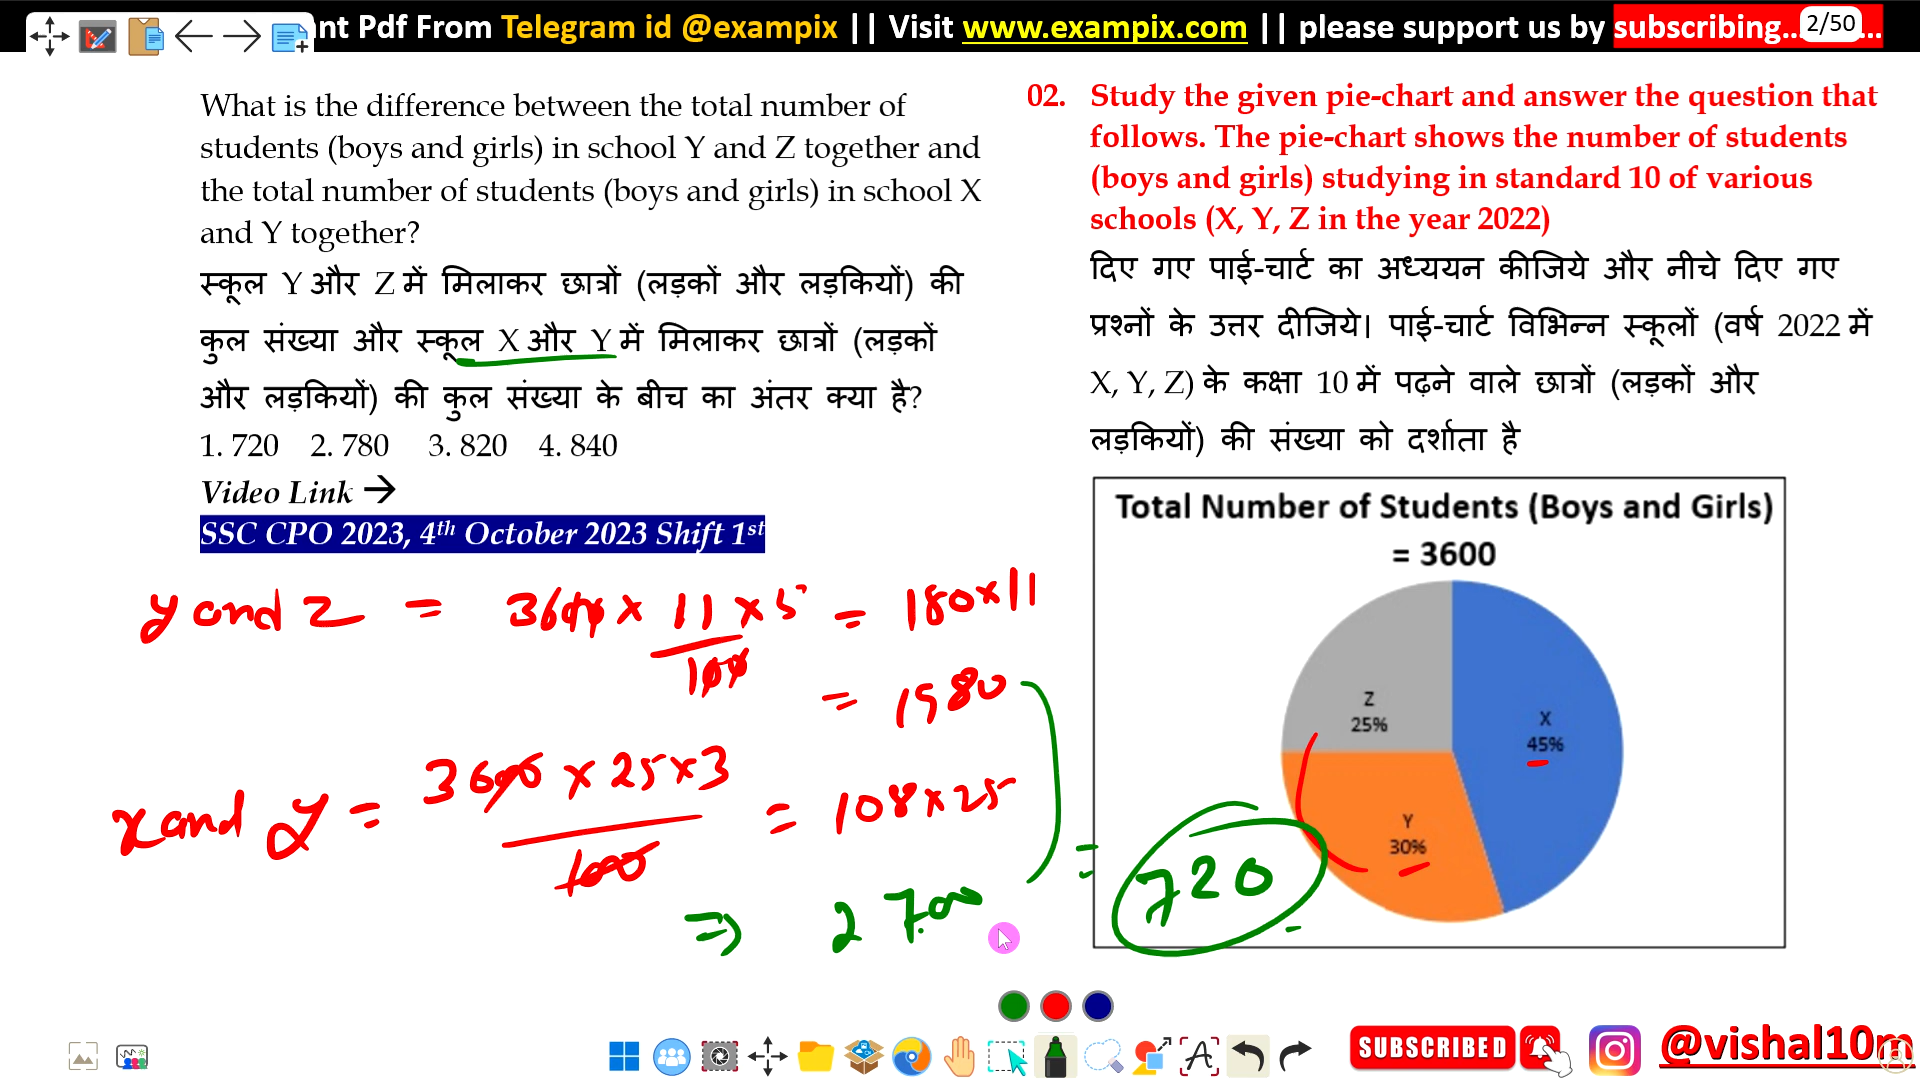 nt Pdf From Telegram id @exampix || Visit www.exampix.com || please support us by subscribing..
2/50
What is the difference between the total number of
students (boys and girls) in school Y and Z together and
the total number of students (boys and girls) in school X
and Y together?
स्कूल Y और Z में मिलाकर छात्रों (लड़कों और लड़कियों) की
कुल संख्या और स्कूल X और Y में मिलाकर छात्रों (लड़कों
और लड़कियों) की कुल संख्या के बीच का अंतर क्या है?
1. 720 2. 780 3. 820 4. 840
Video Link →
SSC CPO 2023, 4th October 2023 Shift 1st
y and z = 3600 × 11 × 5 / 100 = 180×11
= 1980
x and y = 3600 × 25×3 / 100 = 108×25
⇒ 2700
= 720
02. Study the given pie-chart and answer the question that
follows. The pie-chart shows the number of students
(boys and girls) studying in standard 10 of various
schools (X, Y, Z in the year 2022)
दिए गए पाई-चार्ट का अध्ययन कीजिये और नीचे दिए गए
प्रश्नों के उत्तर दीजिये। पाई-चार्ट विभिन्न स्कूलों (वर्ष 2022 में
X, Y, Z) के कक्षा 10 में पढ़ने वाले छात्रों (लड़कों और
लड़कियों) की संख्या को दर्शाता है
Total Number of Students (Boys and Girls)
= 3600
Z
25%
X
45%
Y
30%
SUBSCRIBED
@vishal10m